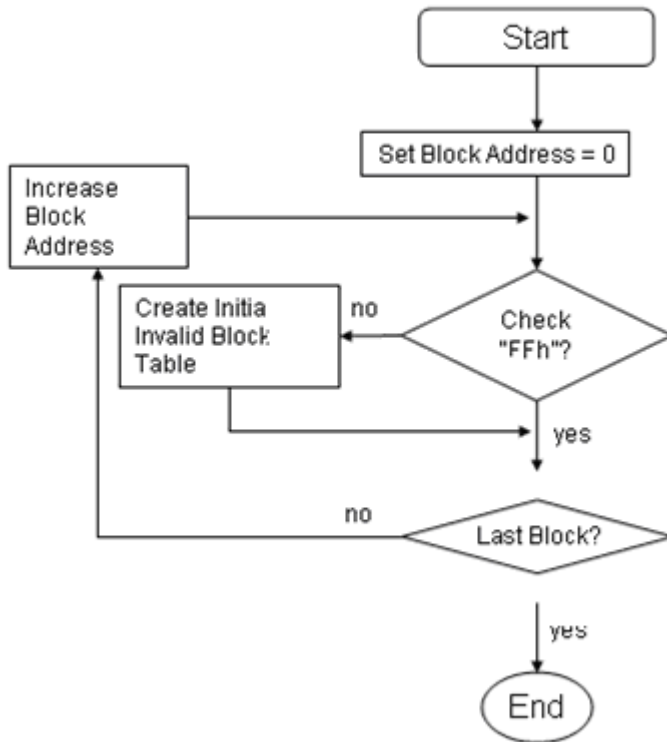 Start
Set Block Address = 0
Increase
Block
Address
Create Initia
Invalid Block
Table
no
Check
"FFh"?
yes
no
Last Block?
yes
End